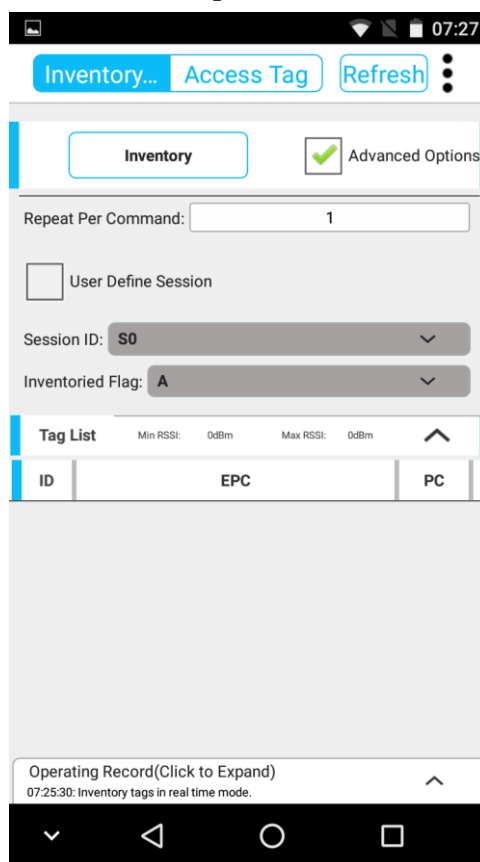 07:27
Inventory... Access Tag Refresh
Inventory Advanced Options
Repeat Per Command: 1
User Define Session
Session ID: S0
Inventoried Flag: A
Tag List Min RSSI: 0dBm Max RSSI: 0dBm
ID EPC PC
Operating Record(Click to Expand)
07:25:30: Inventory tags in real time mode.